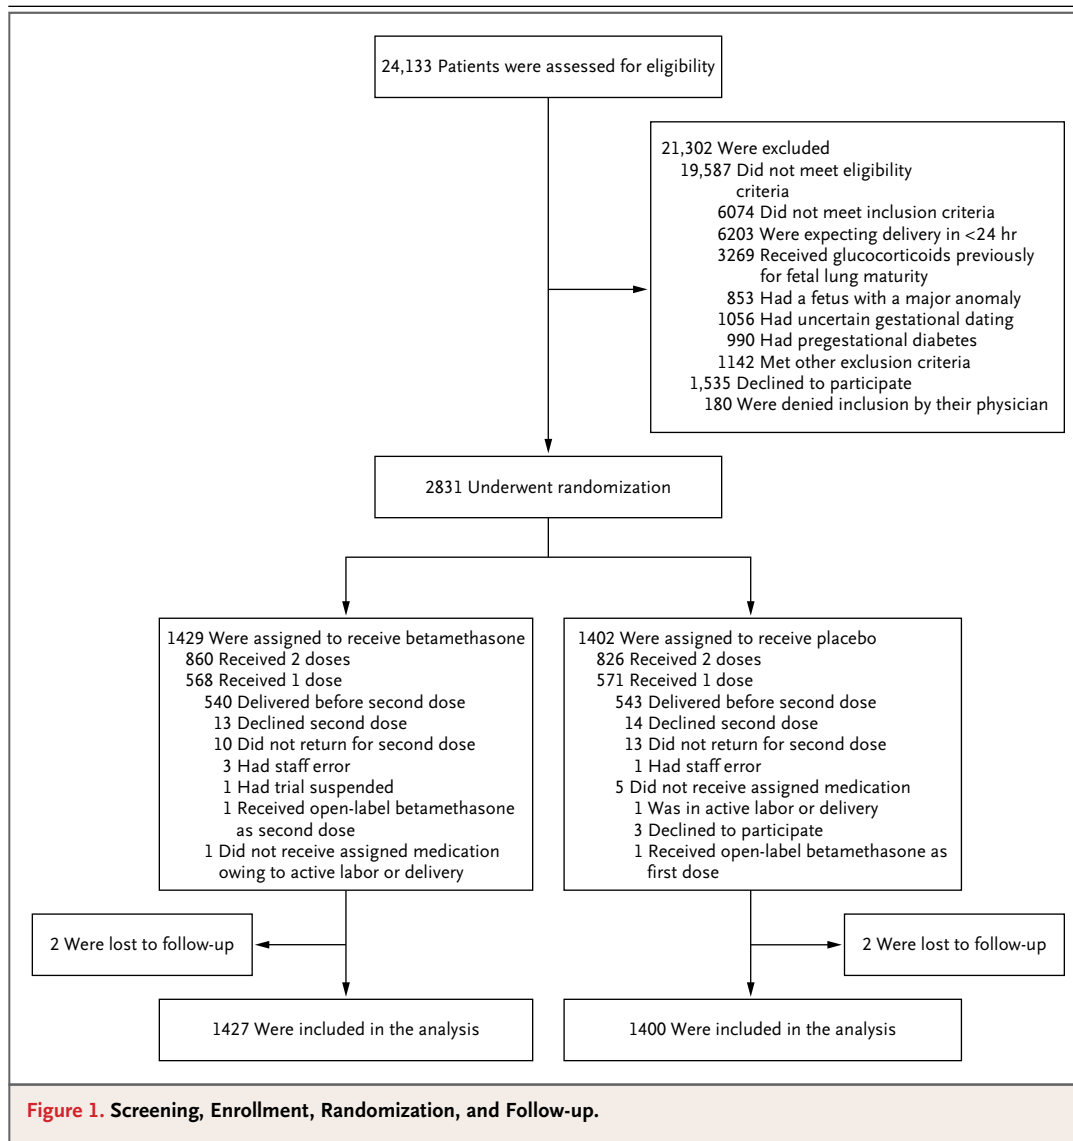 24,133 Patients were assessed for eligibility
21,302 Were excluded
19,587 Did not meet eligibility
criteria
6074 Did not meet inclusion criteria
6203 Were expecting delivery in <24 hr
3269 Received glucocorticoids previously
for fetal lung maturity
853 Had a fetus with a major anomaly
1056 Had uncertain gestational dating
990 Had pregestational diabetes
1142 Met other exclusion criteria
1,535 Declined to participate
180 Were denied inclusion by their physician
2831 Underwent randomization
1429 Were assigned to receive betamethasone
860 Received 2 doses
568 Received 1 dose
540 Delivered before second dose
13 Declined second dose
10 Did not return for second dose
3 Had staff error
1 Had trial suspended
1 Received open-label betamethasone
as second dose
1 Did not receive assigned medication
owing to active labor or delivery
1402 Were assigned to receive placebo
826 Received 2 doses
571 Received 1 dose
543 Delivered before second dose
14 Declined second dose
13 Did not return for second dose
1 Had staff error
5 Did not receive assigned medication
1 Was in active labor or delivery
3 Declined to participate
1 Received open-label betamethasone as
first dose
2 Were lost to follow-up
2 Were lost to follow-up
1427 Were included in the analysis
1400 Were included in the analysis
Figure 1. Screening, Enrollment, Randomization, and Follow-up.